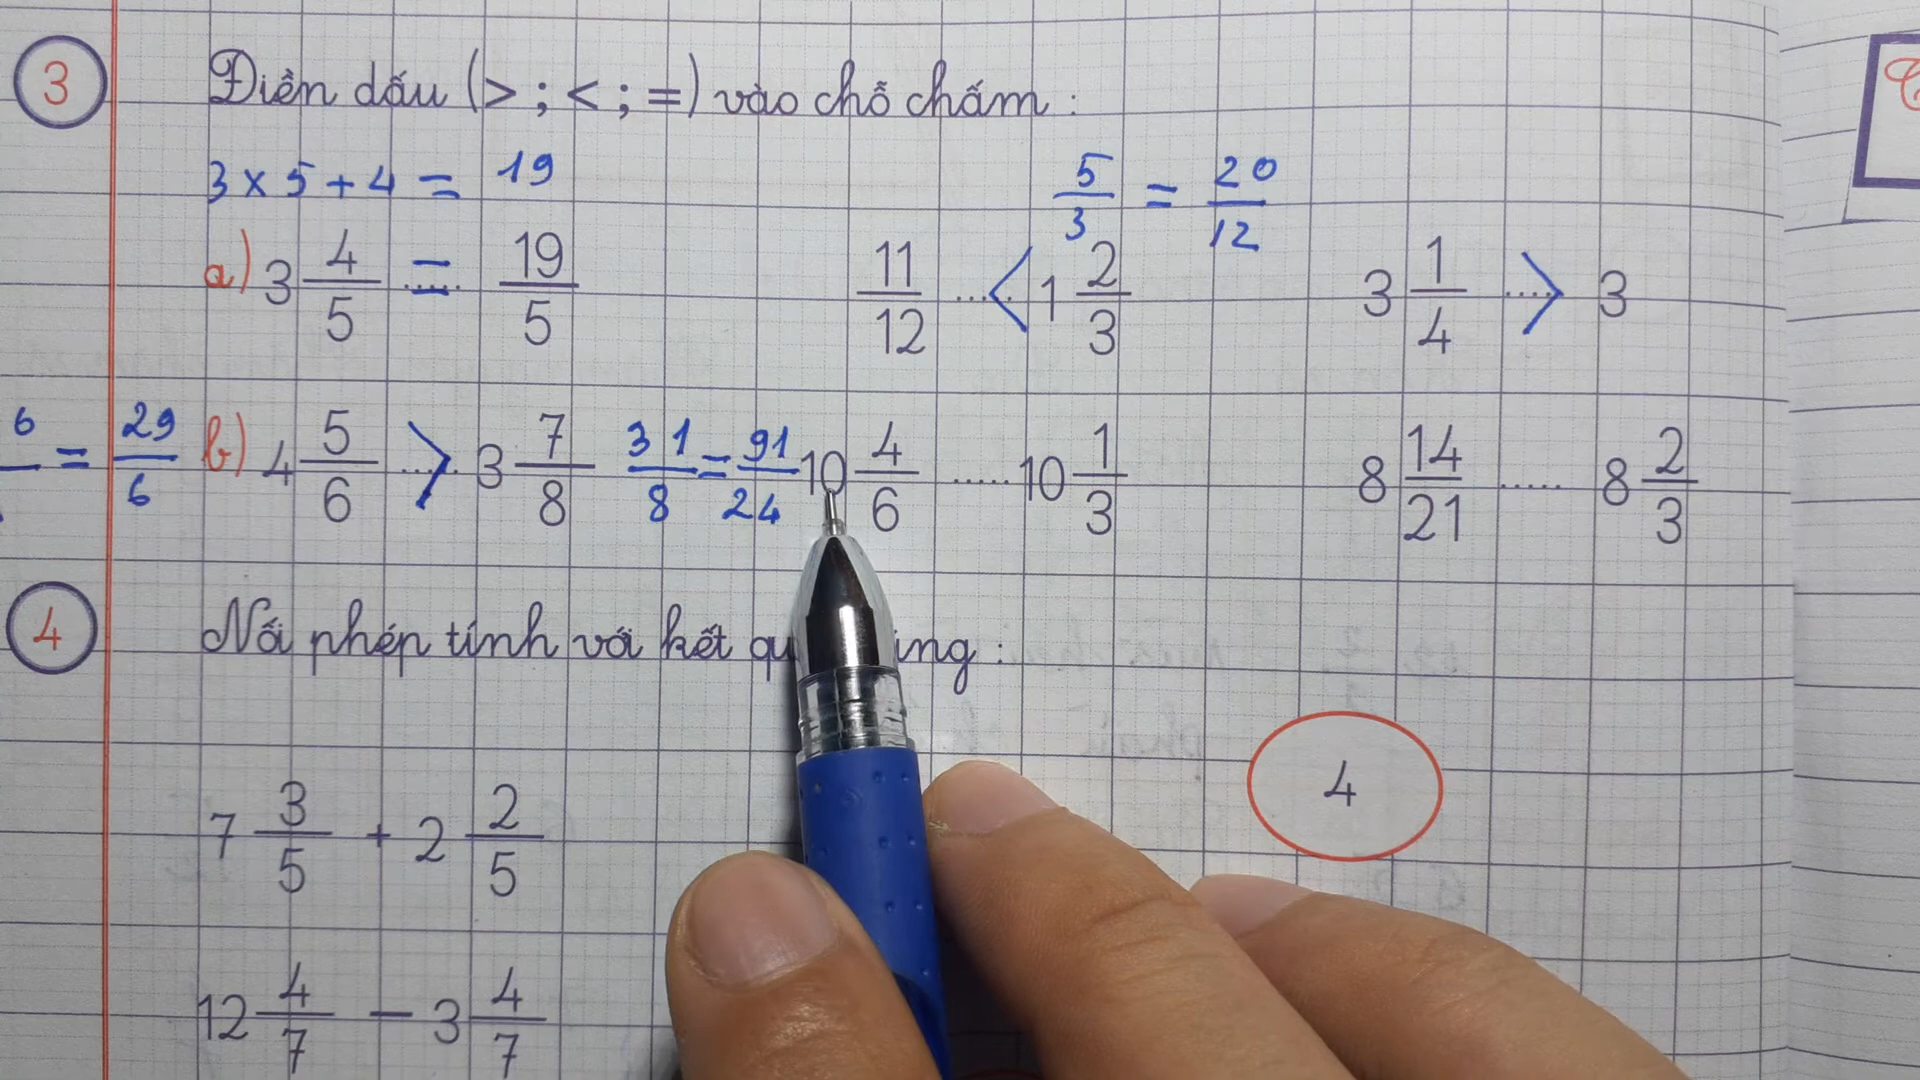 3 Điền dấu (> ; < ; =) vào chỗ chấm :
3 x 5 + 4 = 19
5/3 = 20/12
a) 3 4/5 = 19/5
11/12 < 1 2/3
3 1/4 > 3
6
= 29/6
b) 4 5/6 > 3 7/8
31/8 = 91/24
10 4/6 ..... 10 1/3
8 14/21 ..... 8 2/3
4 Nối phép tính với kết
7 3/5 + 2 2/5
4
12 4/7 - 3 4/7